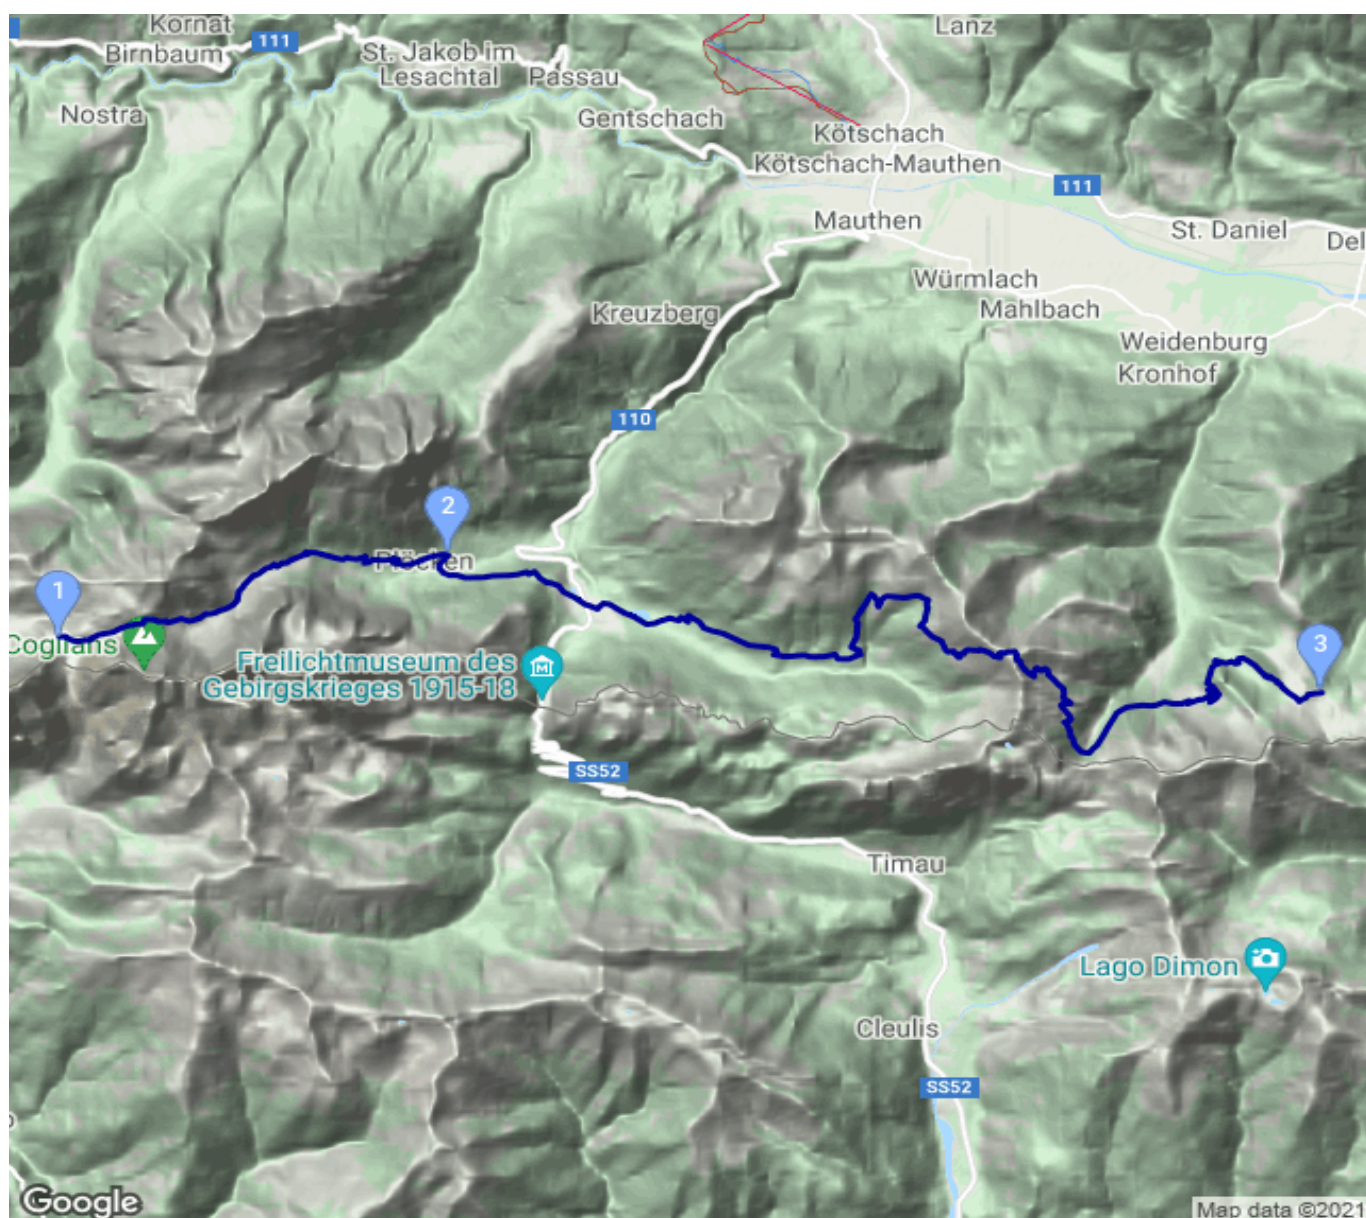 Kornat
Lanz
111
Birnbaum
St. Jakob im
Lesachtal
Passau
Nostra
Gentschach
Kötschach
Kötschach-Mauthen
111
Mauthen
St. Daniel
Del
Würmlach
Mahlbach
Kreuzberg
Weidenburg
Kronhof
110
2
Plöcken
1
Coglians
Freilichtmuseum des
Gebirgskrieges 1915-18
M
3
SS52
Timau
Lago Dimon
Cleulis
SS52
Google
Map data ©2021